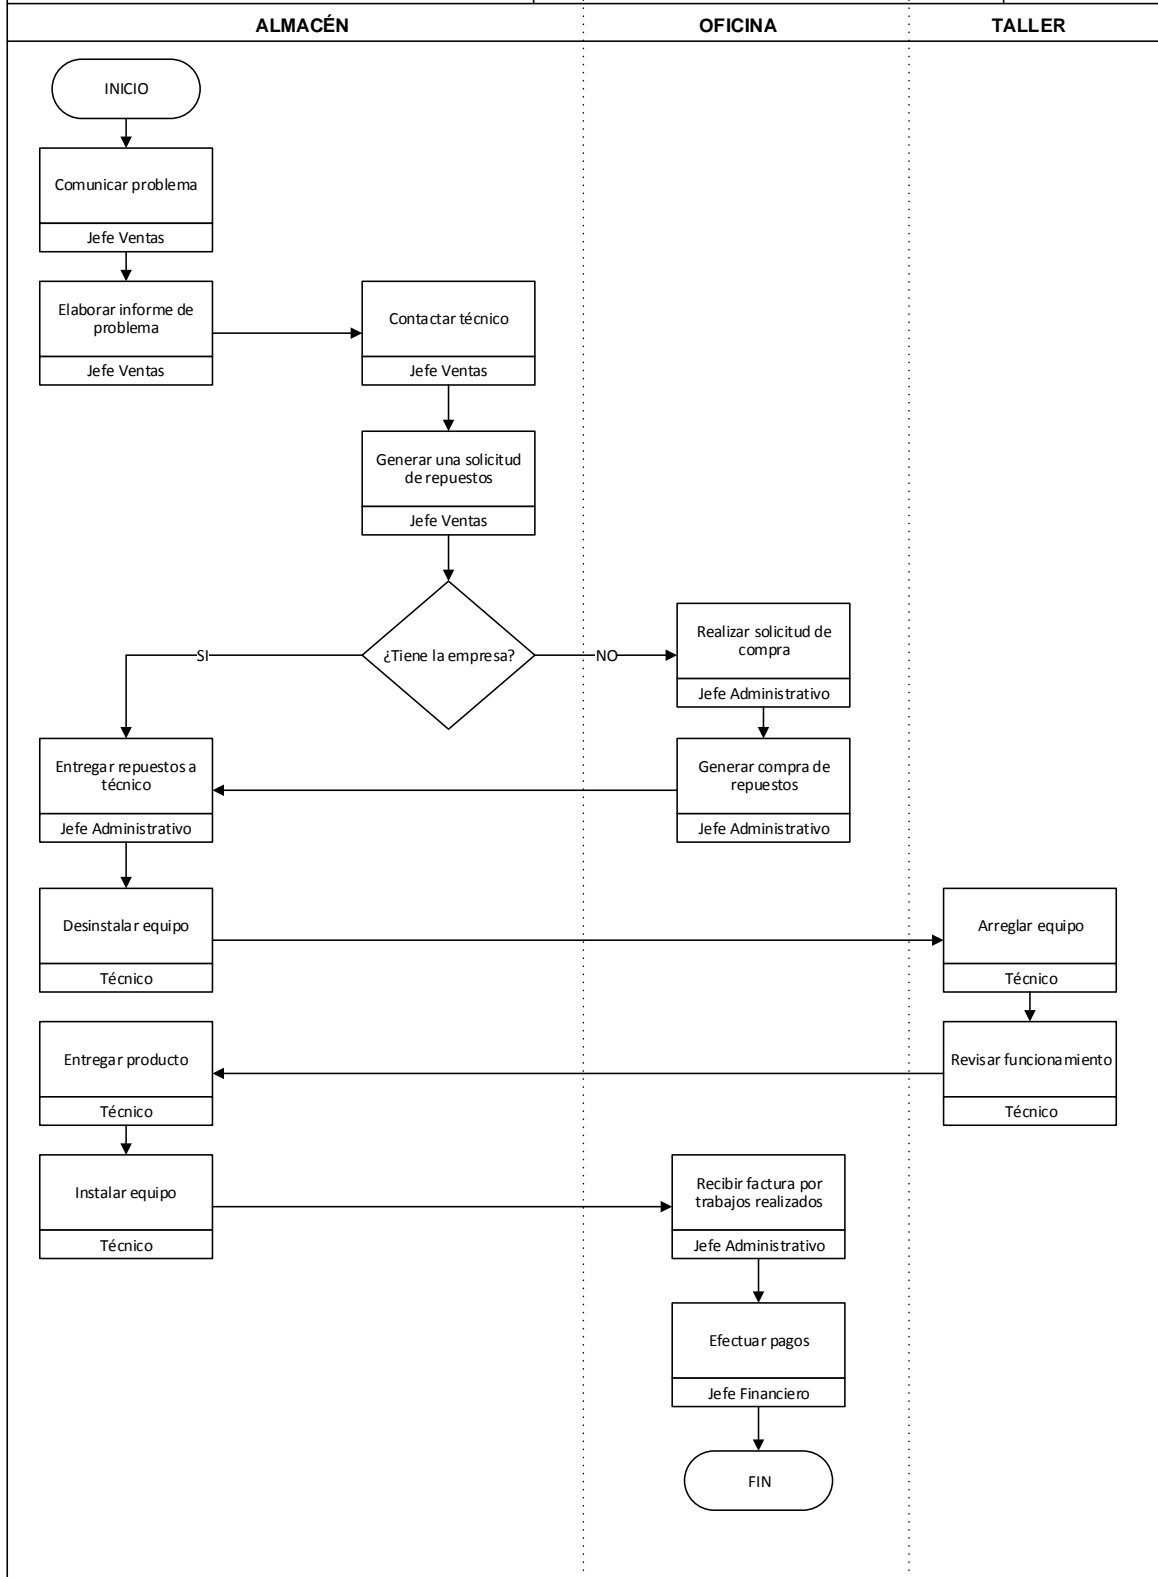 ALMACÉN
OFICINA
TALLER
INICIO
Comunicar problema
Jefe Ventas
Elaborar informe de
problema
Jefe Ventas
Contactar técnico
Jefe Ventas
Generar una solicitud
de repuestos
Jefe Ventas
¿Tiene la empresa?
SI
NO
Realizar solicitud de
compra
Jefe Administrativo
Entregar repuestos a
técnico
Jefe Administrativo
Generar compra de
repuestos
Jefe Administrativo
Desinstalar equipo
Técnico
Arreglar equipo
Técnico
Entregar producto
Técnico
Revisar funcionamiento
Técnico
Instalar equipo
Técnico
Recibir factura por
trabajos realizados
Jefe Administrativo
Efectuar pagos
Jefe Financiero
FIN